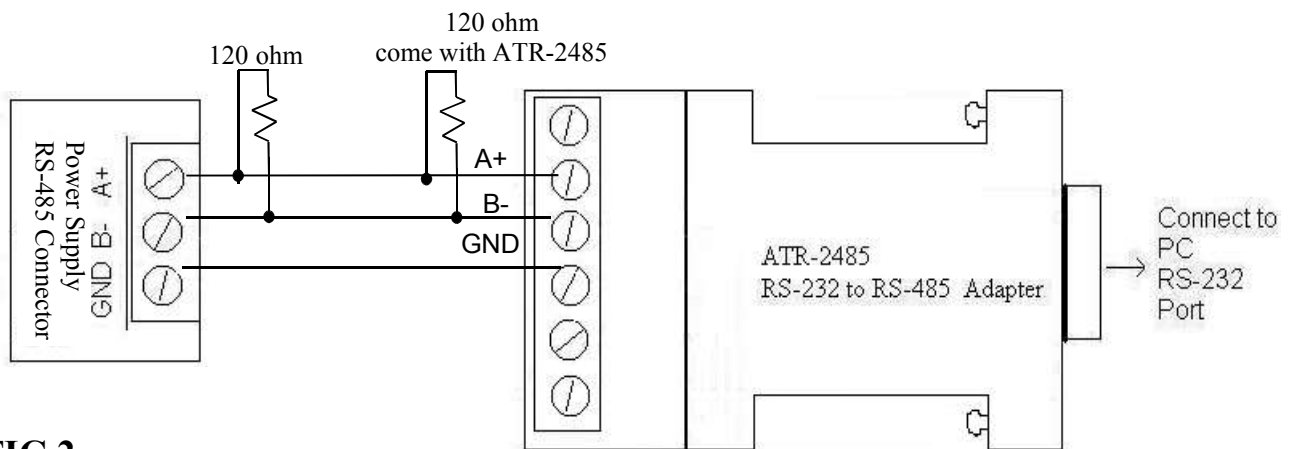 120 ohm
120 ohm
come with ATR-2485
Power Supply
RS-485 Connector
A+
B-
GND
A+
B-
GND
ATR-2485
RS-232 to RS-485 Adapter
Connect to
PC
RS-232
Port